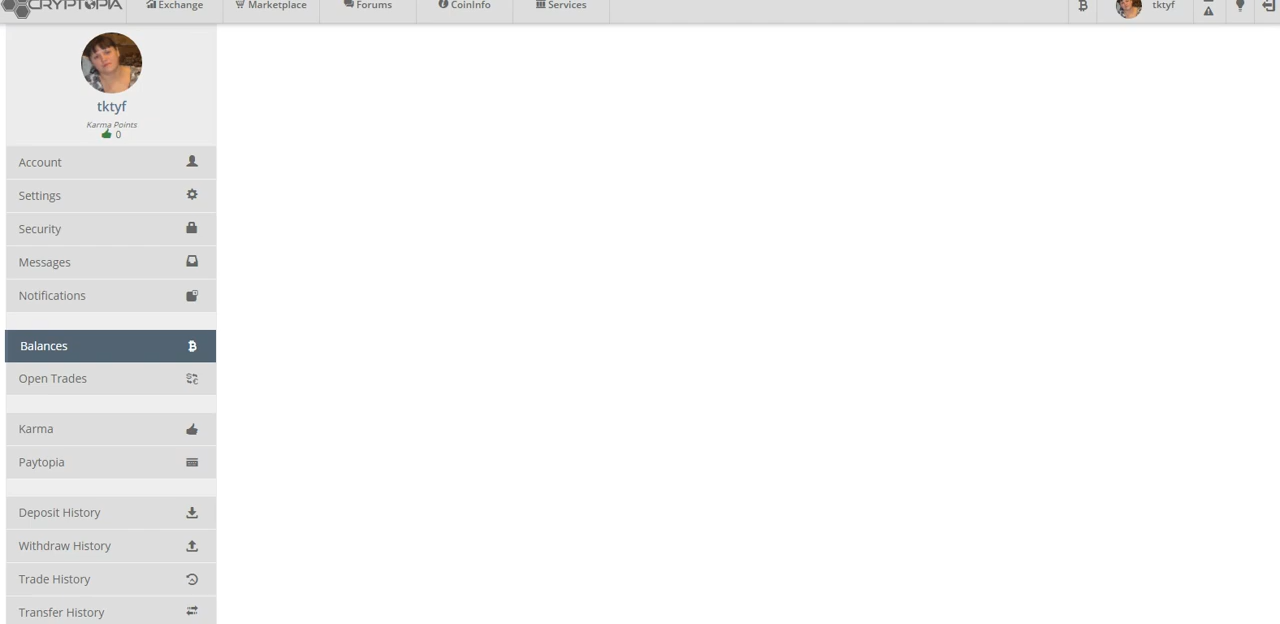 CRYPTOPIA
Exchange
Marketplace
Forums
CoinInfo
Services
tktyf
tktyf
Karma Points
0
Account
Settings
Security
Messages
Notifications
Balances
Open Trades
Karma
Paytopia
Deposit History
Withdraw History
Trade History
Transfer History